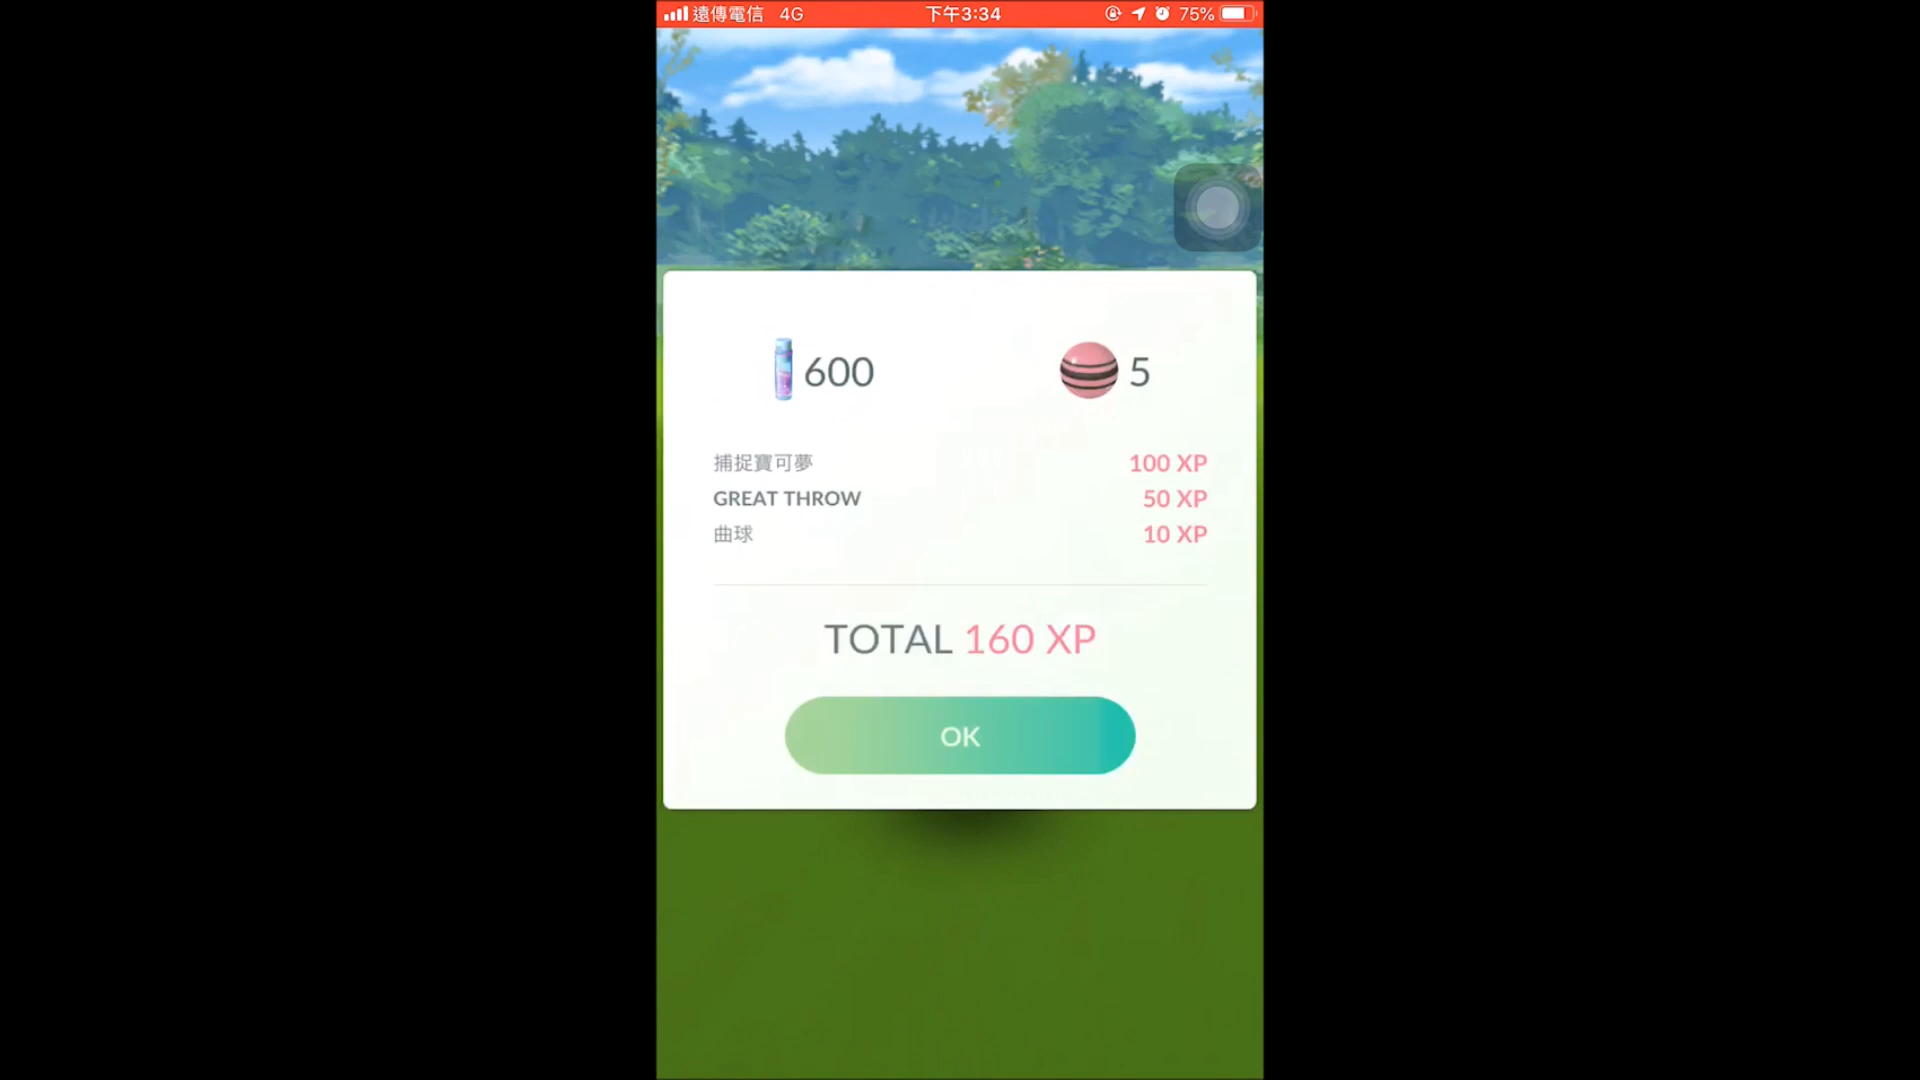 遠傳電信 4G 下午3:34 75%
600 5
捕捉寶可夢 100 XP
GREAT THROW 50 XP
曲球 10 XP
TOTAL 160 XP
OK